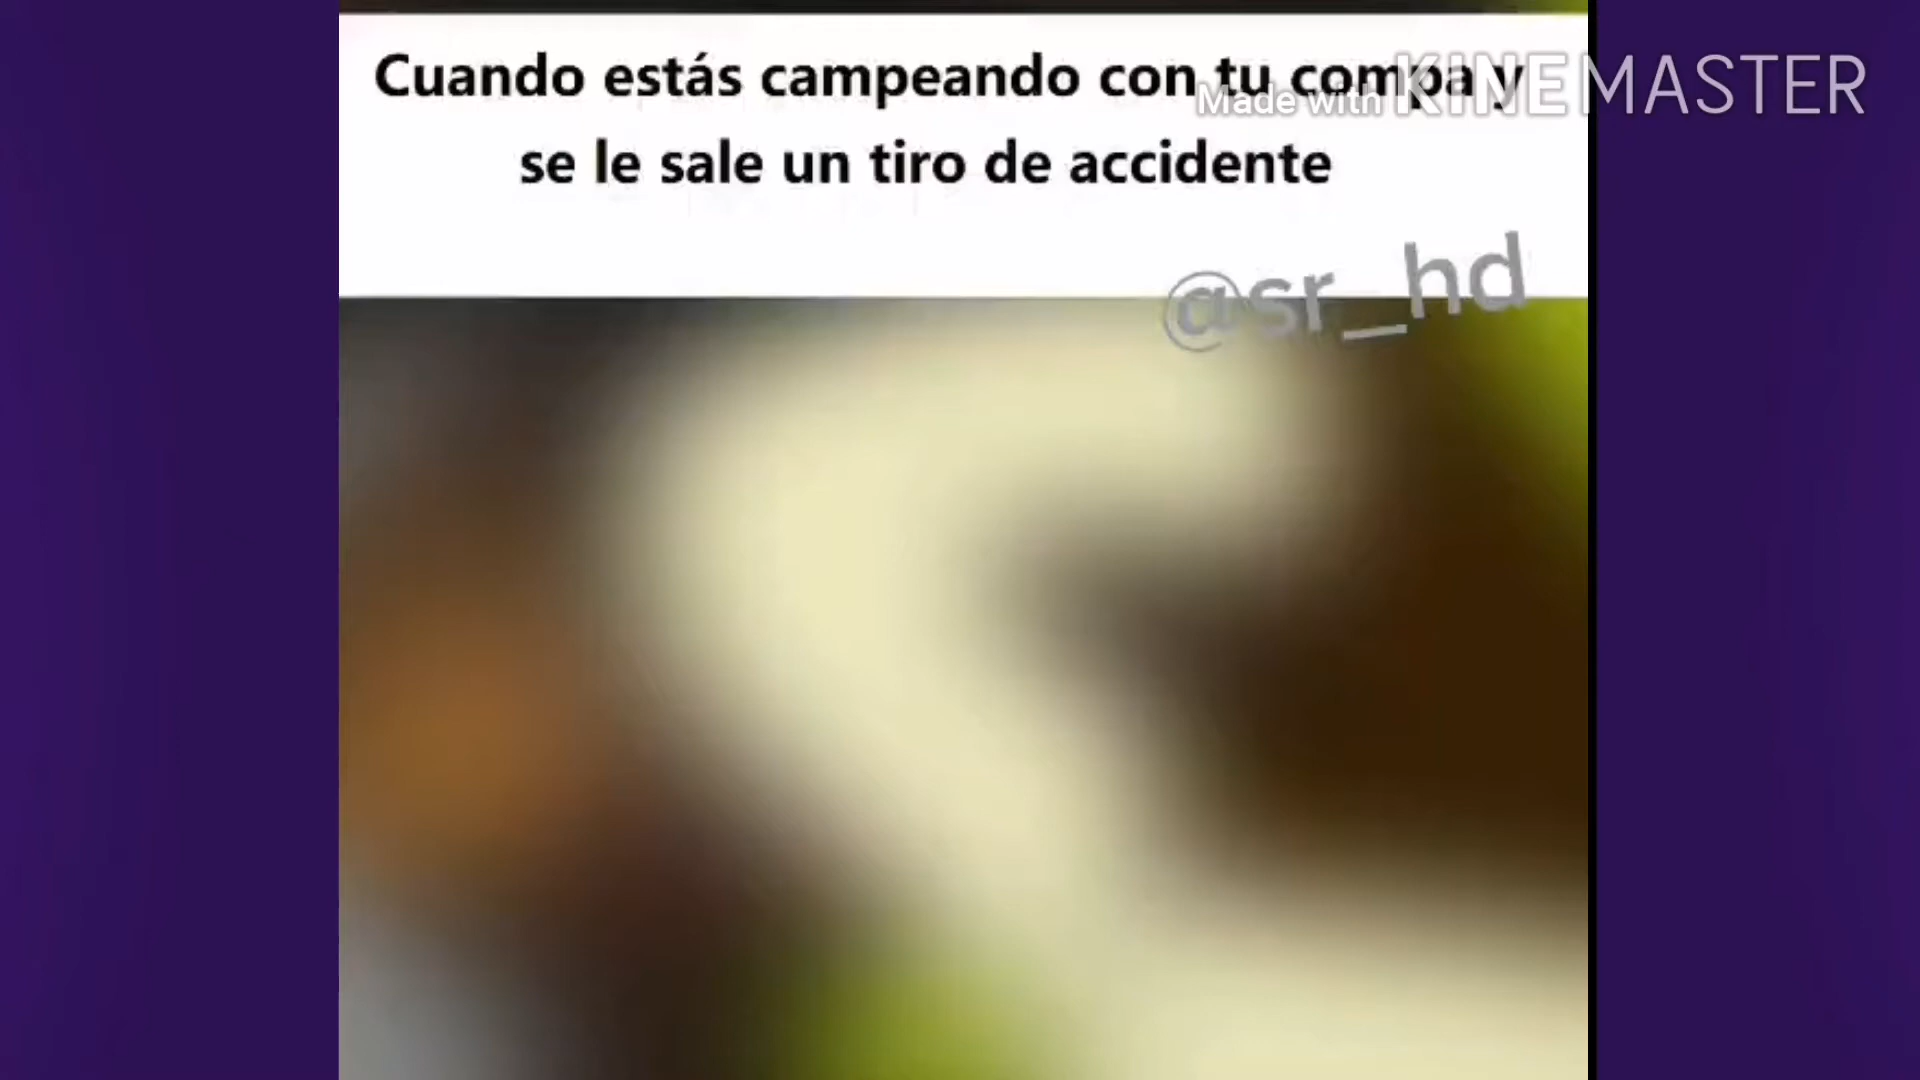 Cuando estás campeando con tu compa y
Made with KINEMASTER
se le sale un tiro de accidente
@sr_hd